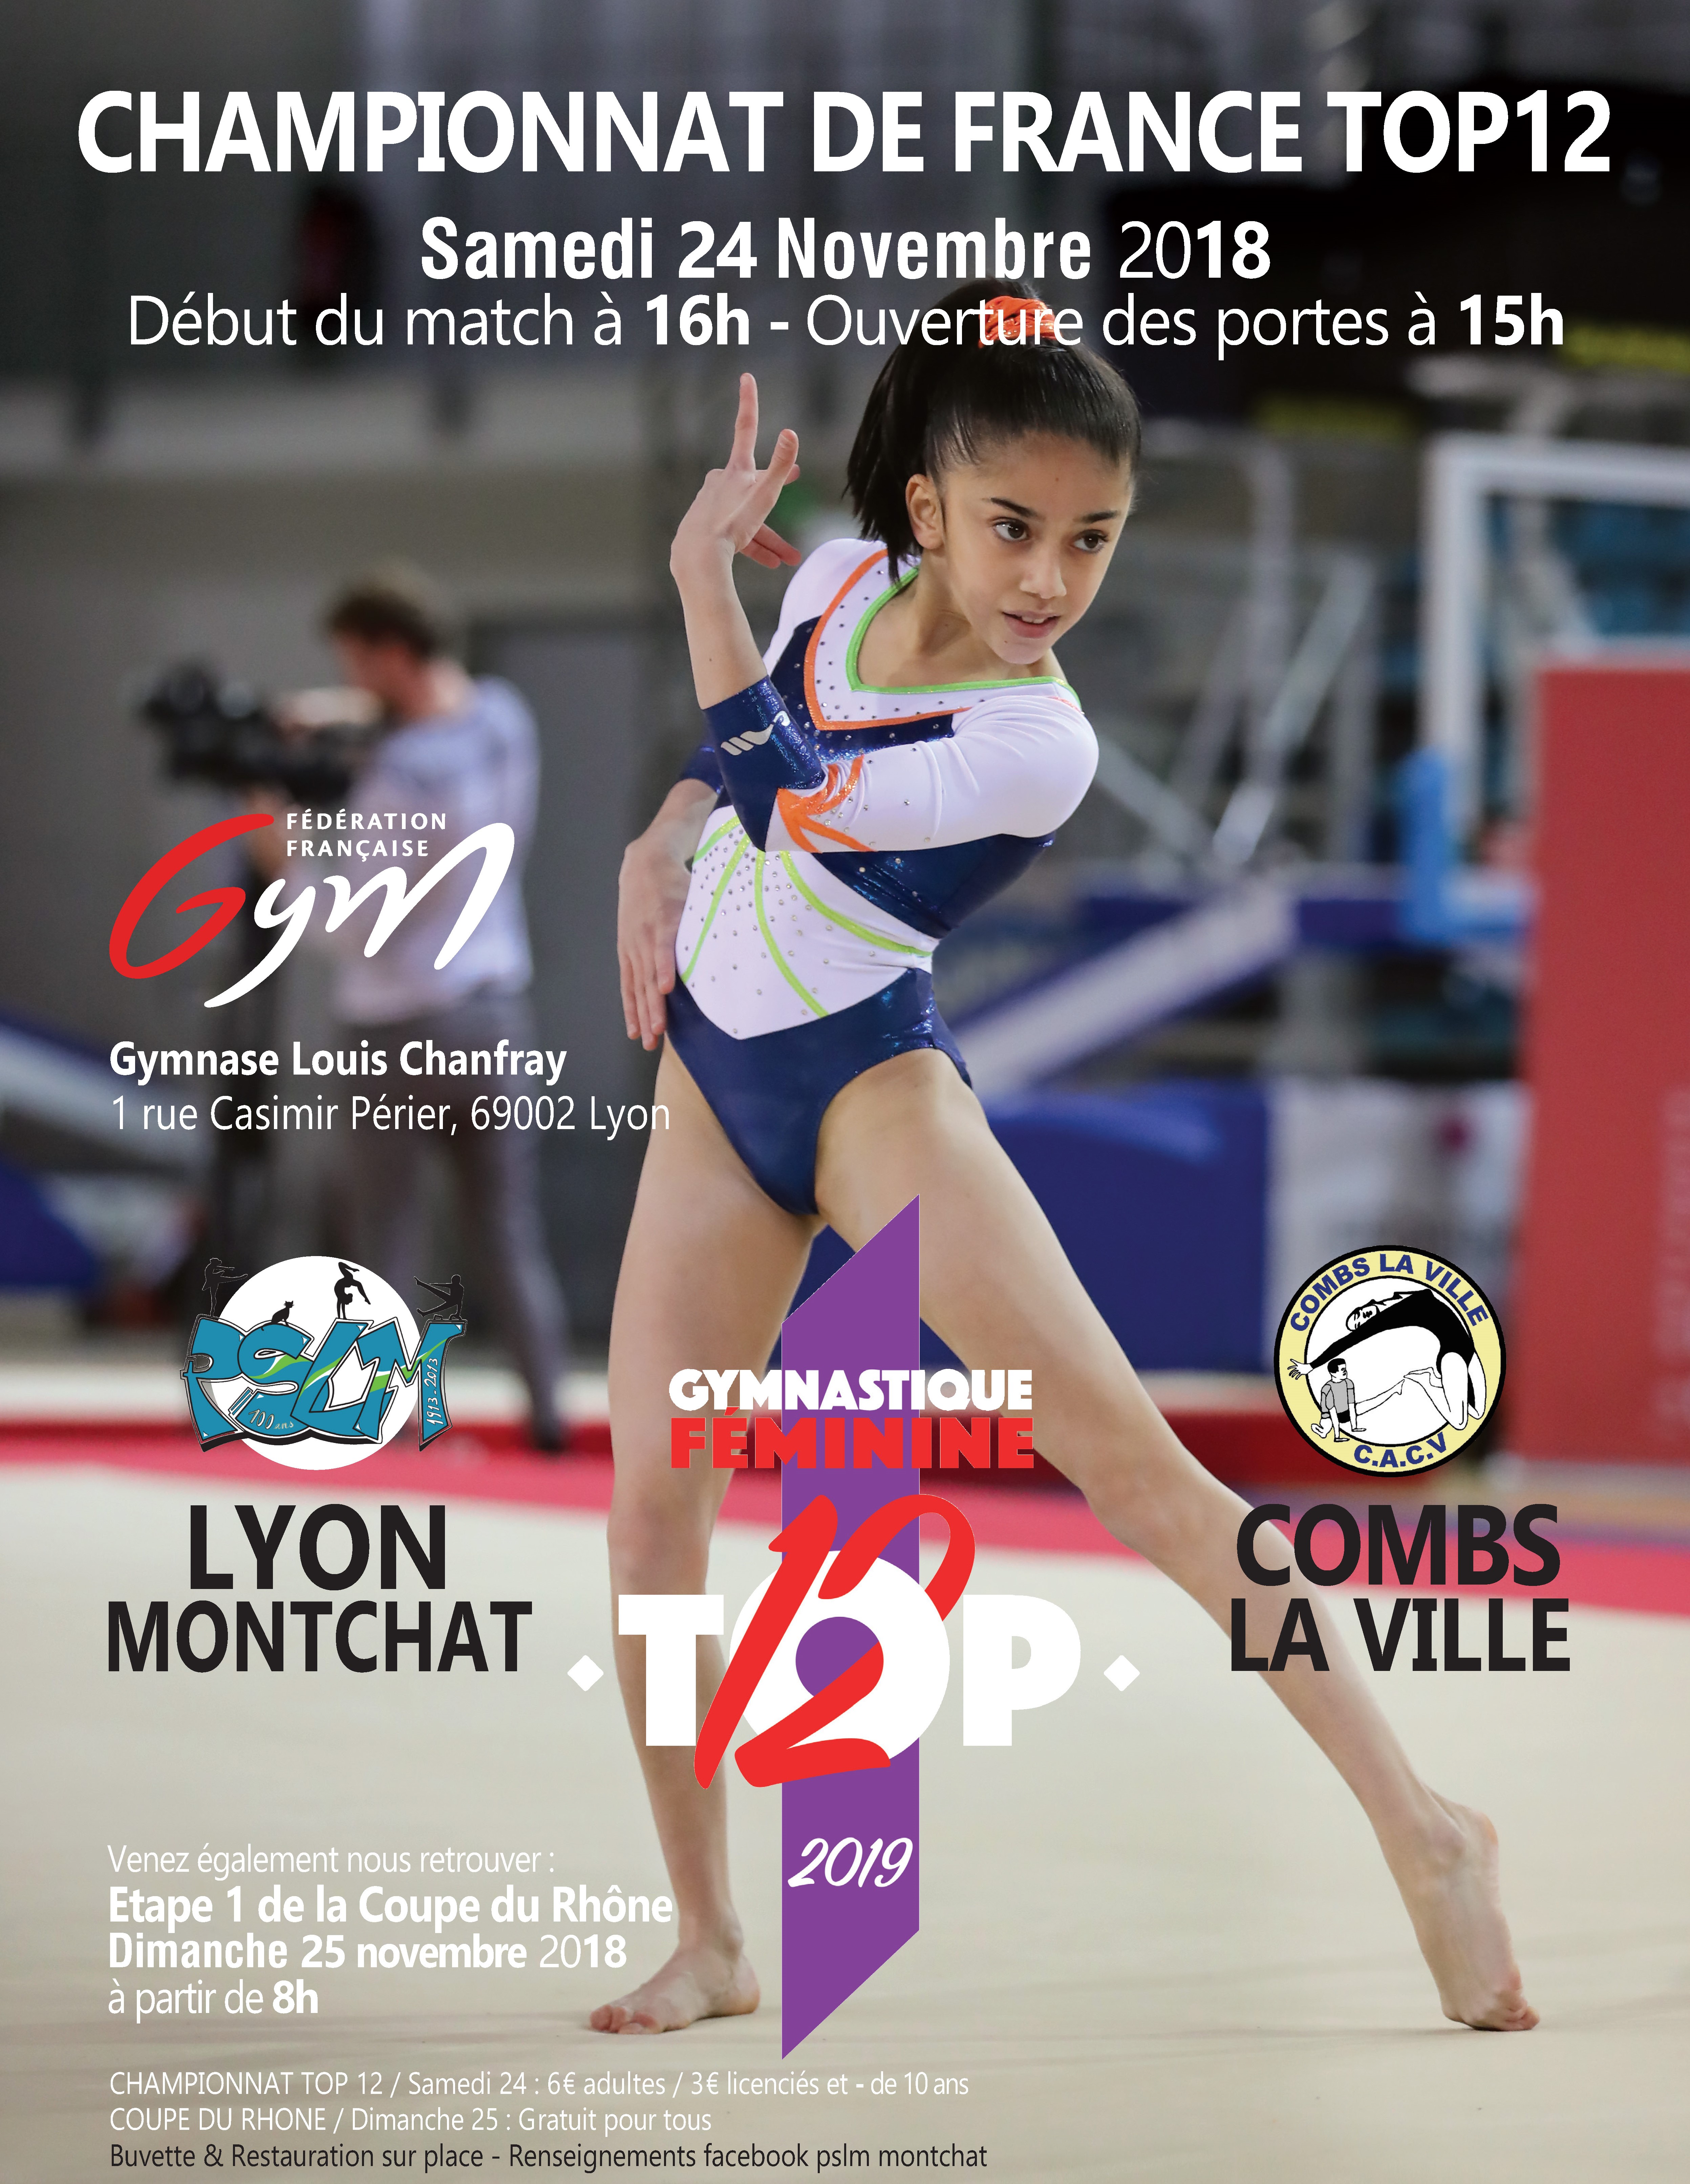 CHAMPIONNAT DE FRANCE TOP12
Samedi 24 Novembre 2018
Début du match à 16h - Ouverture des portes à 15h
FÉDÉRATION
FRANÇAISE
Gym
Gymnase Louis Chanfray
1 rue Casimir Périer, 69002 Lyon
PSLM
100 ans
1913-2013
LYON
MONTCHAT
GYMNASTIQUE
FÉMININE
TOP 12
2019
COMBS LA VILLE
C.A.C.V
COMBS
LA VILLE
Venez également nous retrouver :
Etape 1 de la Coupe du Rhône
Dimanche 25 novembre 2018
à partir de 8h
CHAMPIONNAT TOP 12 / Samedi 24 : 6€ adultes / 3€ licenciés et - de 10 ans
COUPE DU RHONE / Dimanche 25 : Gratuit pour tous
Buvette & Restauration sur place - Renseignements facebook pslm montchat